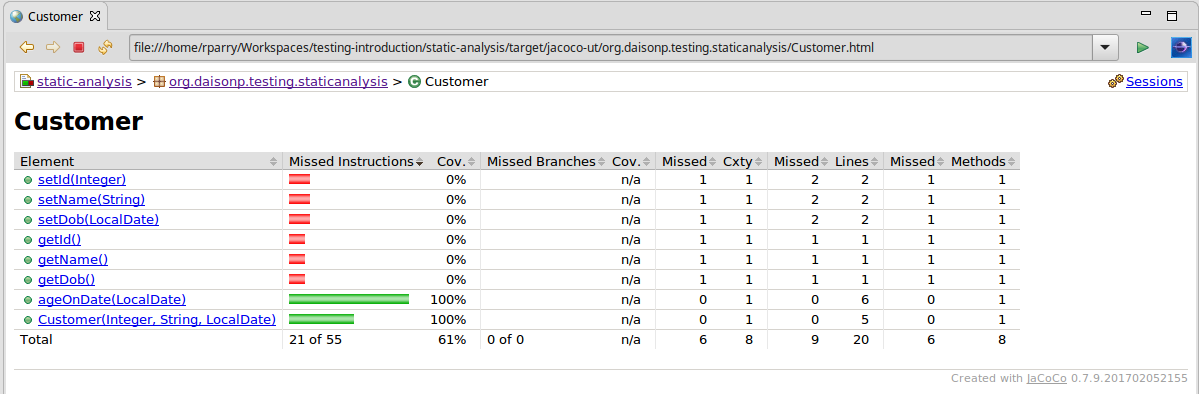 Customer
file:///home/rparry/Workspaces/testing-introduction/static-analysis/target/jacoco-ut/org.daisonp.testing.staticanalysis/Customer.html
static-analysis > org.daisonp.testing.staticanalysis > C Customer Sessions
Customer
Element Missed Instructions Cov. Missed Branches Cov. Missed Cxty Missed Lines Missed Methods
setId(Integer) 0% n/a 1 1 2 2 1 1
setName(String) 0% n/a 1 1 2 2 1 1
setDob(LocalDate) 0% n/a 1 1 2 2 1 1
getId() 0% n/a 1 1 1 1 1 1
getName() 0% n/a 1 1 1 1 1 1
getDob() 0% n/a 1 1 1 1 1 1
ageOnDate(LocalDate) 100% n/a 0 1 0 6 0 1
Customer(Integer, String, LocalDate) 100% n/a 0 1 0 5 0 1
Total 21 of 55 61% 0 of 0 n/a 6 8 9 20 6 8
Created with JaCoCo 0.7.9.201702052155